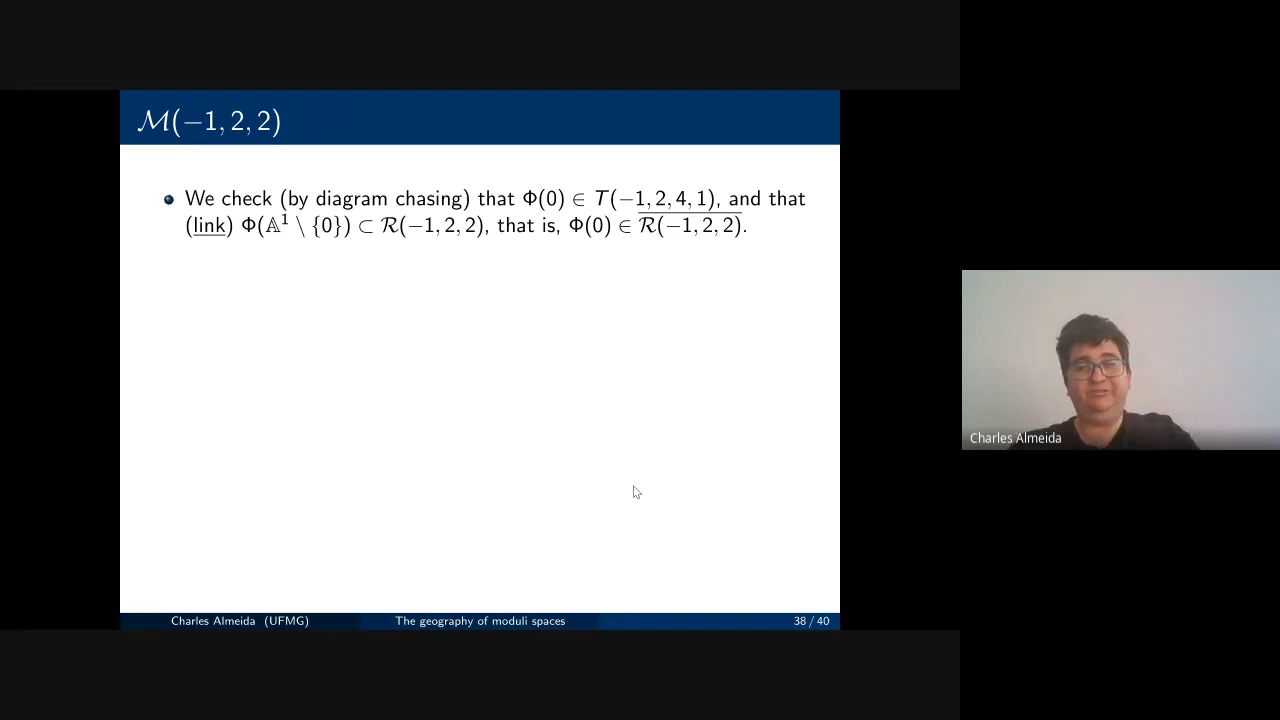 ℳ(−1, 2, 2)
We check (by diagram chasing) that Φ(0) ∈ T(−1, 2, 4, 1), and that
(link) Φ(𝔸¹ \ {0}) ⊂ ℛ(−1, 2, 2), that is, Φ(0) ∈ \overline{ℛ(−1, 2, 2)}.
Charles Almeida
Charles Almeida (UFMG) The geography of moduli spaces 38 / 40